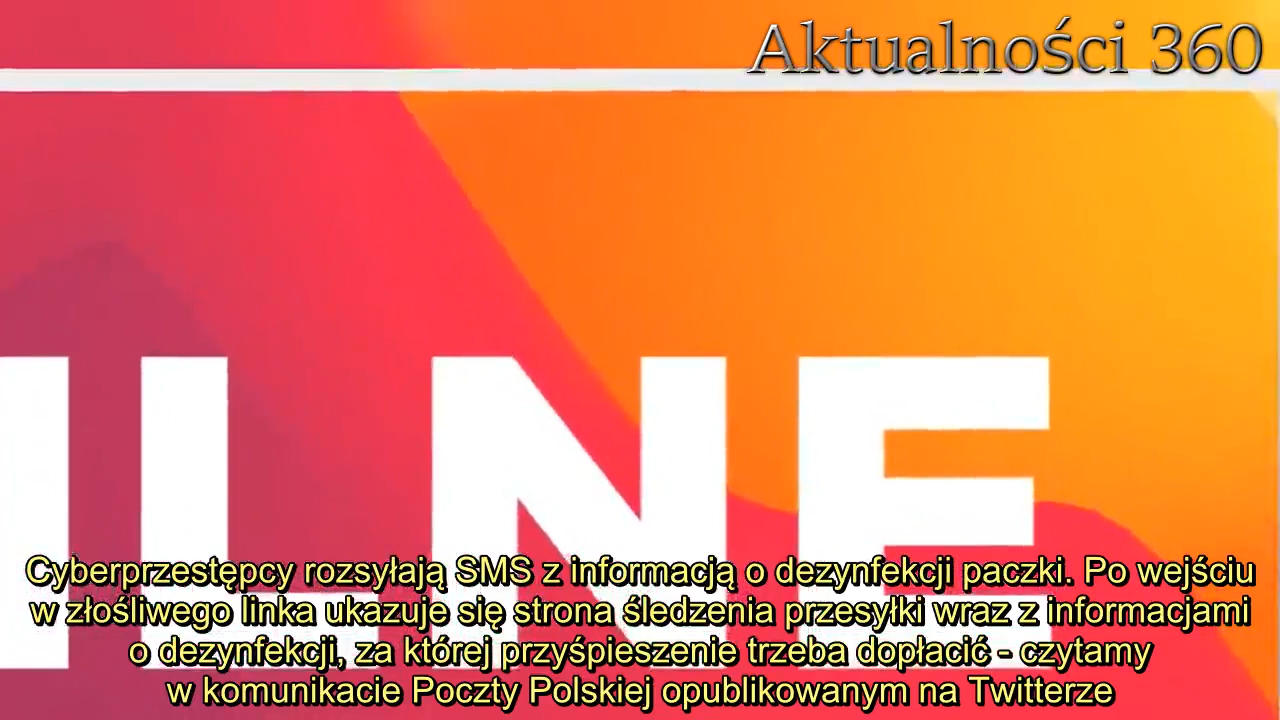 Aktualności 360
ILNE
Cyberprzestępcy rozsyłają SMS z informacją o dezynfekcji paczki. Po wejściu
w złośliwego linka ukazuje się strona śledzenia przesyłki wraz z informacjami
o dezynfekcji, za której przyśpieszenie trzeba dopłacić - czytamy
w komunikacie Poczty Polskiej opublikowanym na Twitterze